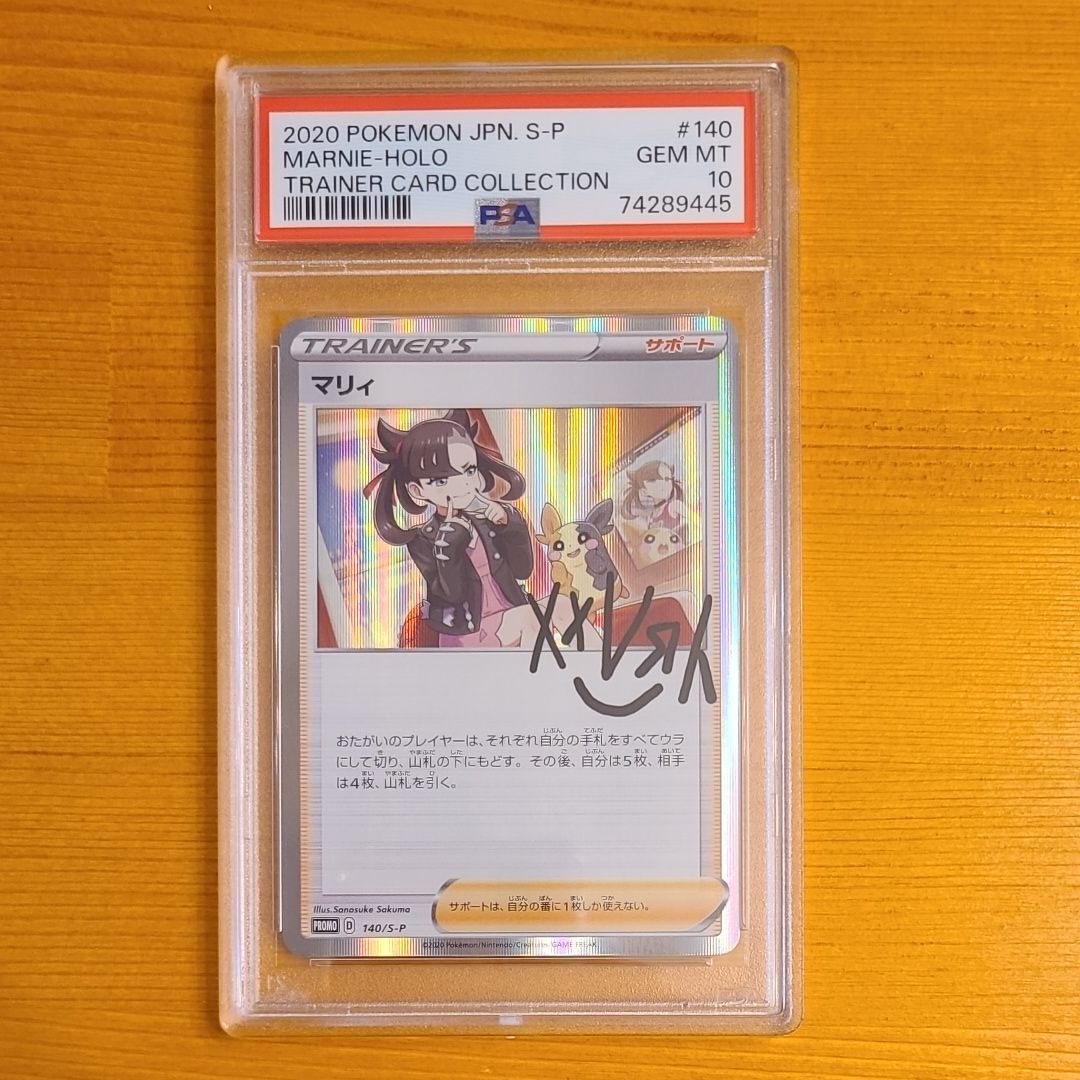 2020 POKEMON JPN. S-P #140
MARNIE-HOLO GEM MT
TRAINER CARD COLLECTION 10
PSA 74289445
TRAINER'S サポート
マリィ
おたがいのプレイヤーは、それぞれ自分の手札をすべてウラ
にして切り、山札の下にもどす。その後、自分は5枚、相手
は4枚、山札を引く。
サポートは、自分の番に1枚しか使えない。
Illus.Sanosuke Sakuma
PROMO D 140/S-P
©2020 Pokémon/Nintendo/Creatures/GAME FREAK.